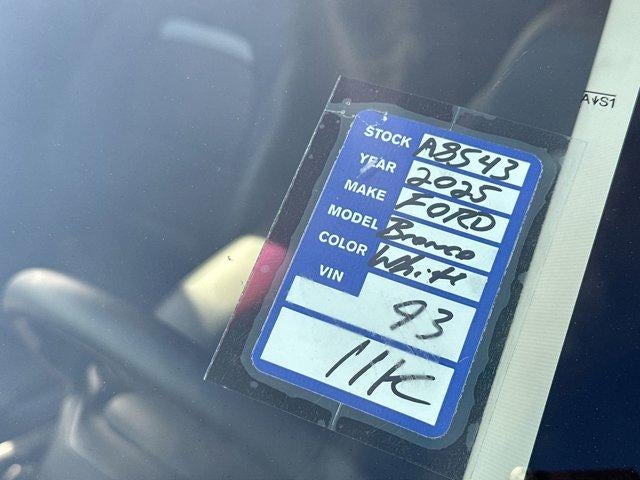 STOCK A8543
YEAR 2025
MAKE FORD
MODEL Bronco
COLOR White
VIN
93
11K
A↓S1